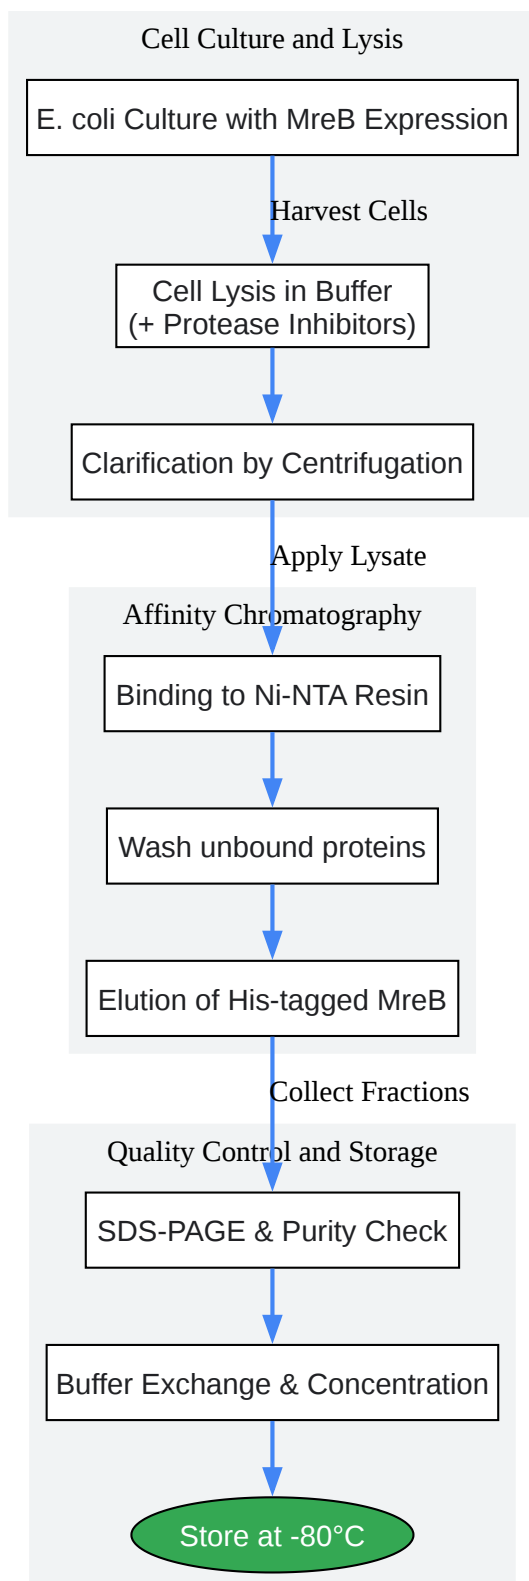 Cell Culture and Lysis
E. coli Culture with MreB Expression
Harvest Cells
Cell Lysis in Buffer
(+ Protease Inhibitors)
Clarification by Centrifugation
Apply Lysate
Affinity Chromatography
Binding to Ni-NTA Resin
Wash unbound proteins
Elution of His-tagged MreB
Collect Fractions
Quality Control and Storage
SDS-PAGE & Purity Check
Buffer Exchange & Concentration
Store at -80°C